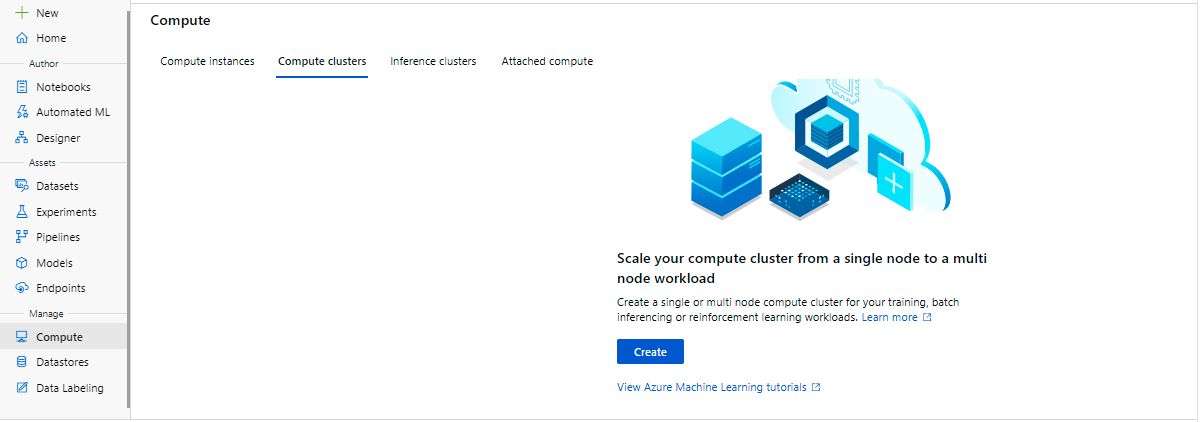 New
Home
Author
Notebooks
Automated ML
Designer
Assets
Datasets
Experiments
Pipelines
Models
Endpoints
Manage
Compute
Datastores
Data Labeling
Compute
Compute instances Compute clusters Inference clusters Attached compute
Scale your compute cluster from a single node to a multi
node workload
Create a single or multi node compute cluster for your training, batch
inferencing or reinforcement learning workloads. Learn more
Create
View Azure Machine Learning tutorials